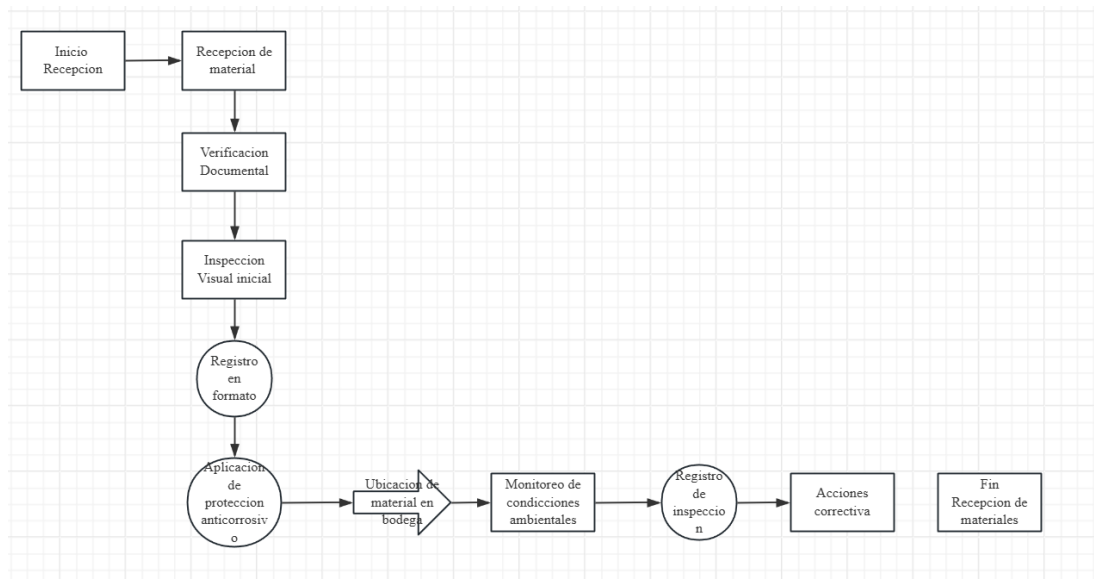 Inicio
Recepcion
Recepcion de
material
Verificacion
Documental
Inspeccion
Visual inicial
Registro
en
formato
Aplicacion
de
proteccion
anticorrosiv
o
Ubicacion de
material en
bodega
Monitoreo de
condicciones
ambientales
Registro
de
inspeccio
n
Acciones
correctiva
Fin
Recepcion de
materiales